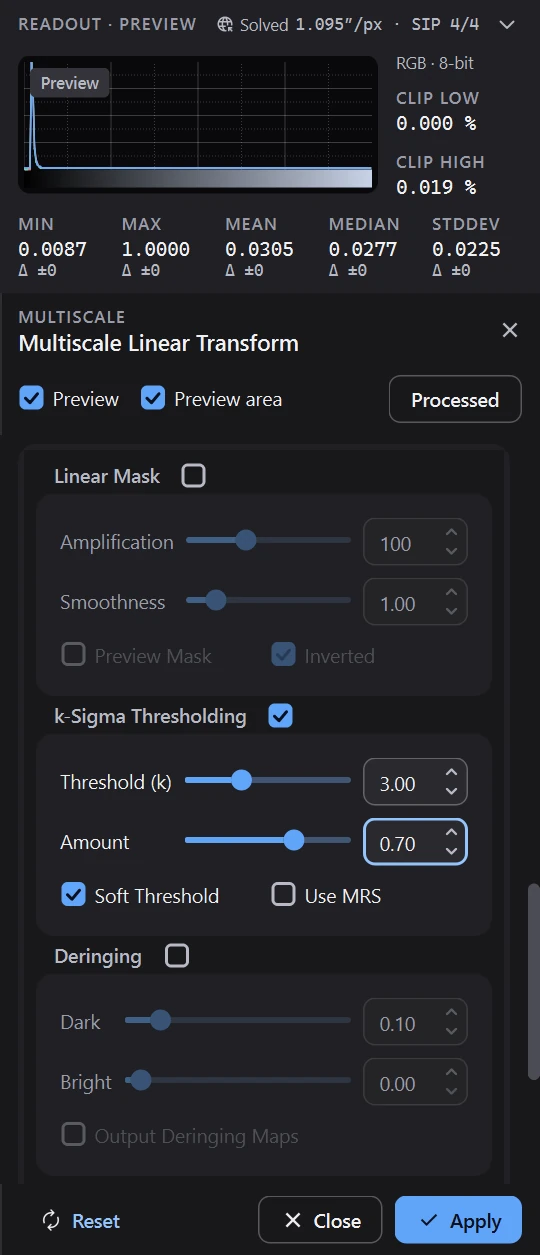 READOUT · PREVIEW Solved 1.095″/px · SIP 4/4
Preview
RGB · 8-bit
CLIP LOW
0.000 %
CLIP HIGH
0.019 %
MIN MAX MEAN MEDIAN STDDEV
0.0087 1.0000 0.0305 0.0277 0.0225
Δ ±0 Δ ±0 Δ ±0 Δ ±0 Δ ±0
MULTISCALE
Multiscale Linear Transform
Preview Preview area Processed
Linear Mask
Amplification 100
Smoothness 1.00
Preview Mask Inverted
k-Sigma Thresholding
Threshold (k) 3.00
Amount 0.70
Soft Threshold Use MRS
Deringing
Dark 0.10
Bright 0.00
Output Deringing Maps
Reset Close Apply